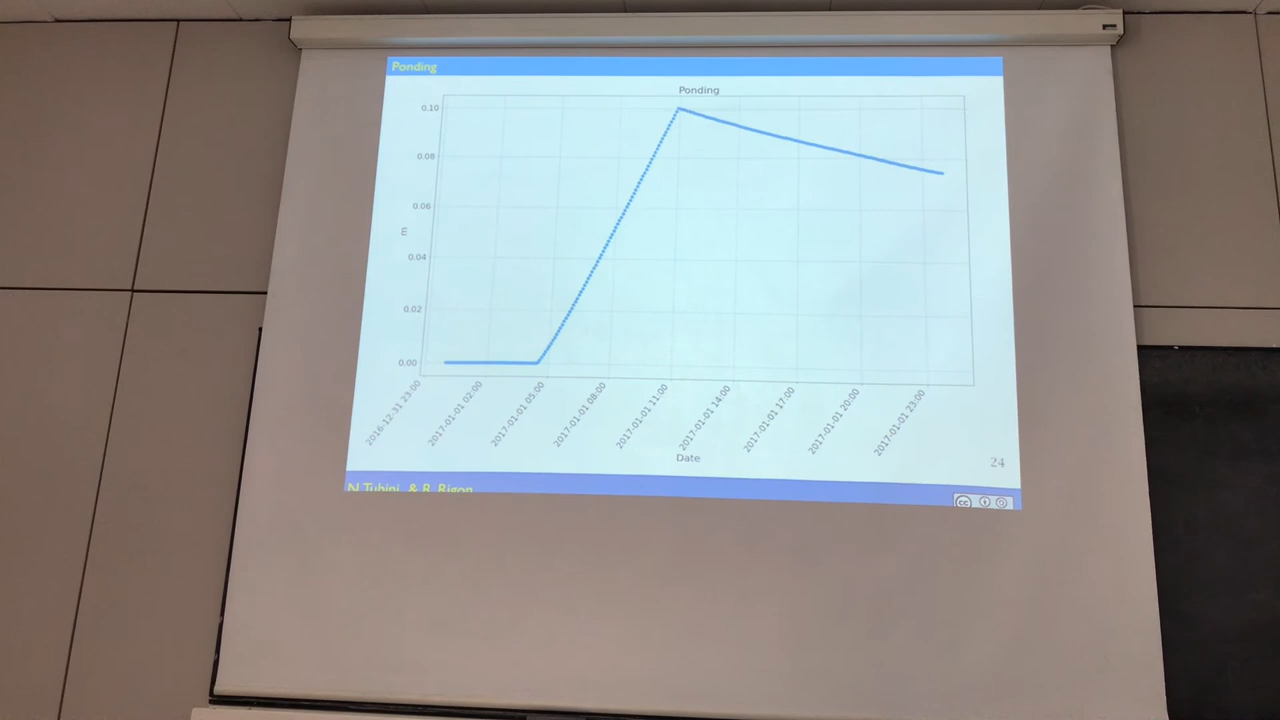 Ponding
Ponding
0.10
0.08
0.06
m
0.04
0.02
0.00
2016-12-31 23:00
2017-01-01 02:00
2017-01-01 05:00
2017-01-01 08:00
2017-01-01 11:00
2017-01-01 14:00
2017-01-01 17:00
2017-01-01 20:00
2017-01-01 23:00
Date
24
N Tubini & R. Rigon
cc